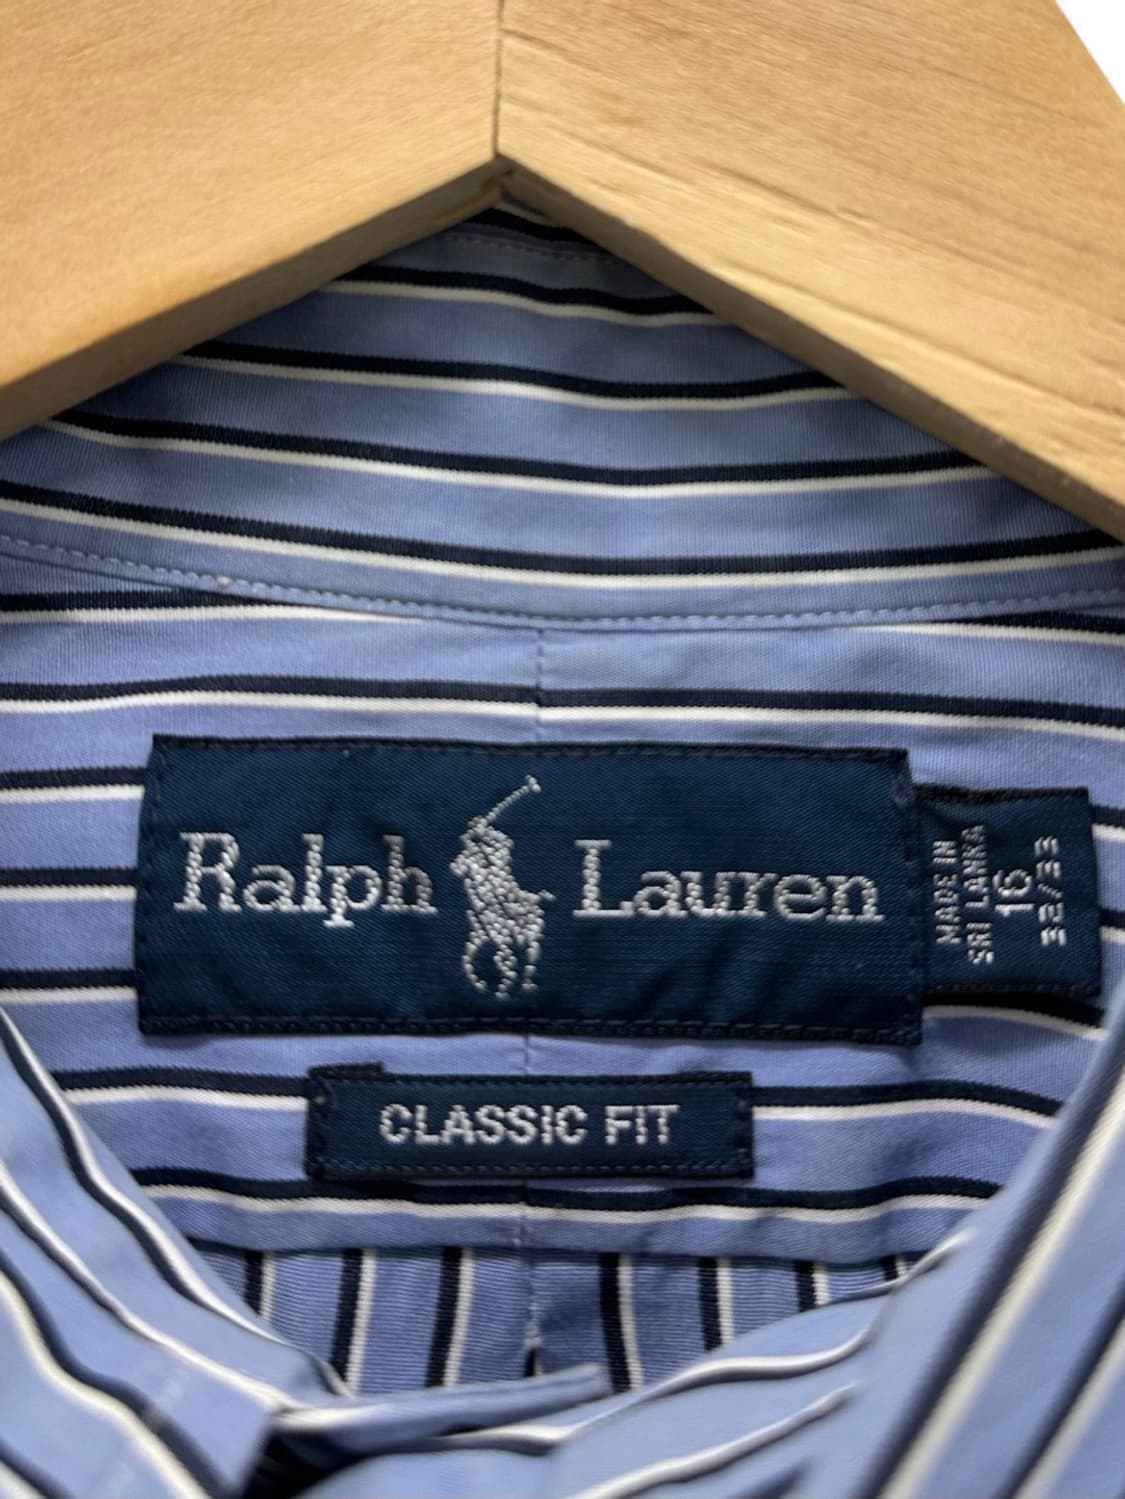 Ralph Lauren
MADE IN
SRI LANKA
16
32/33
CLASSIC FIT